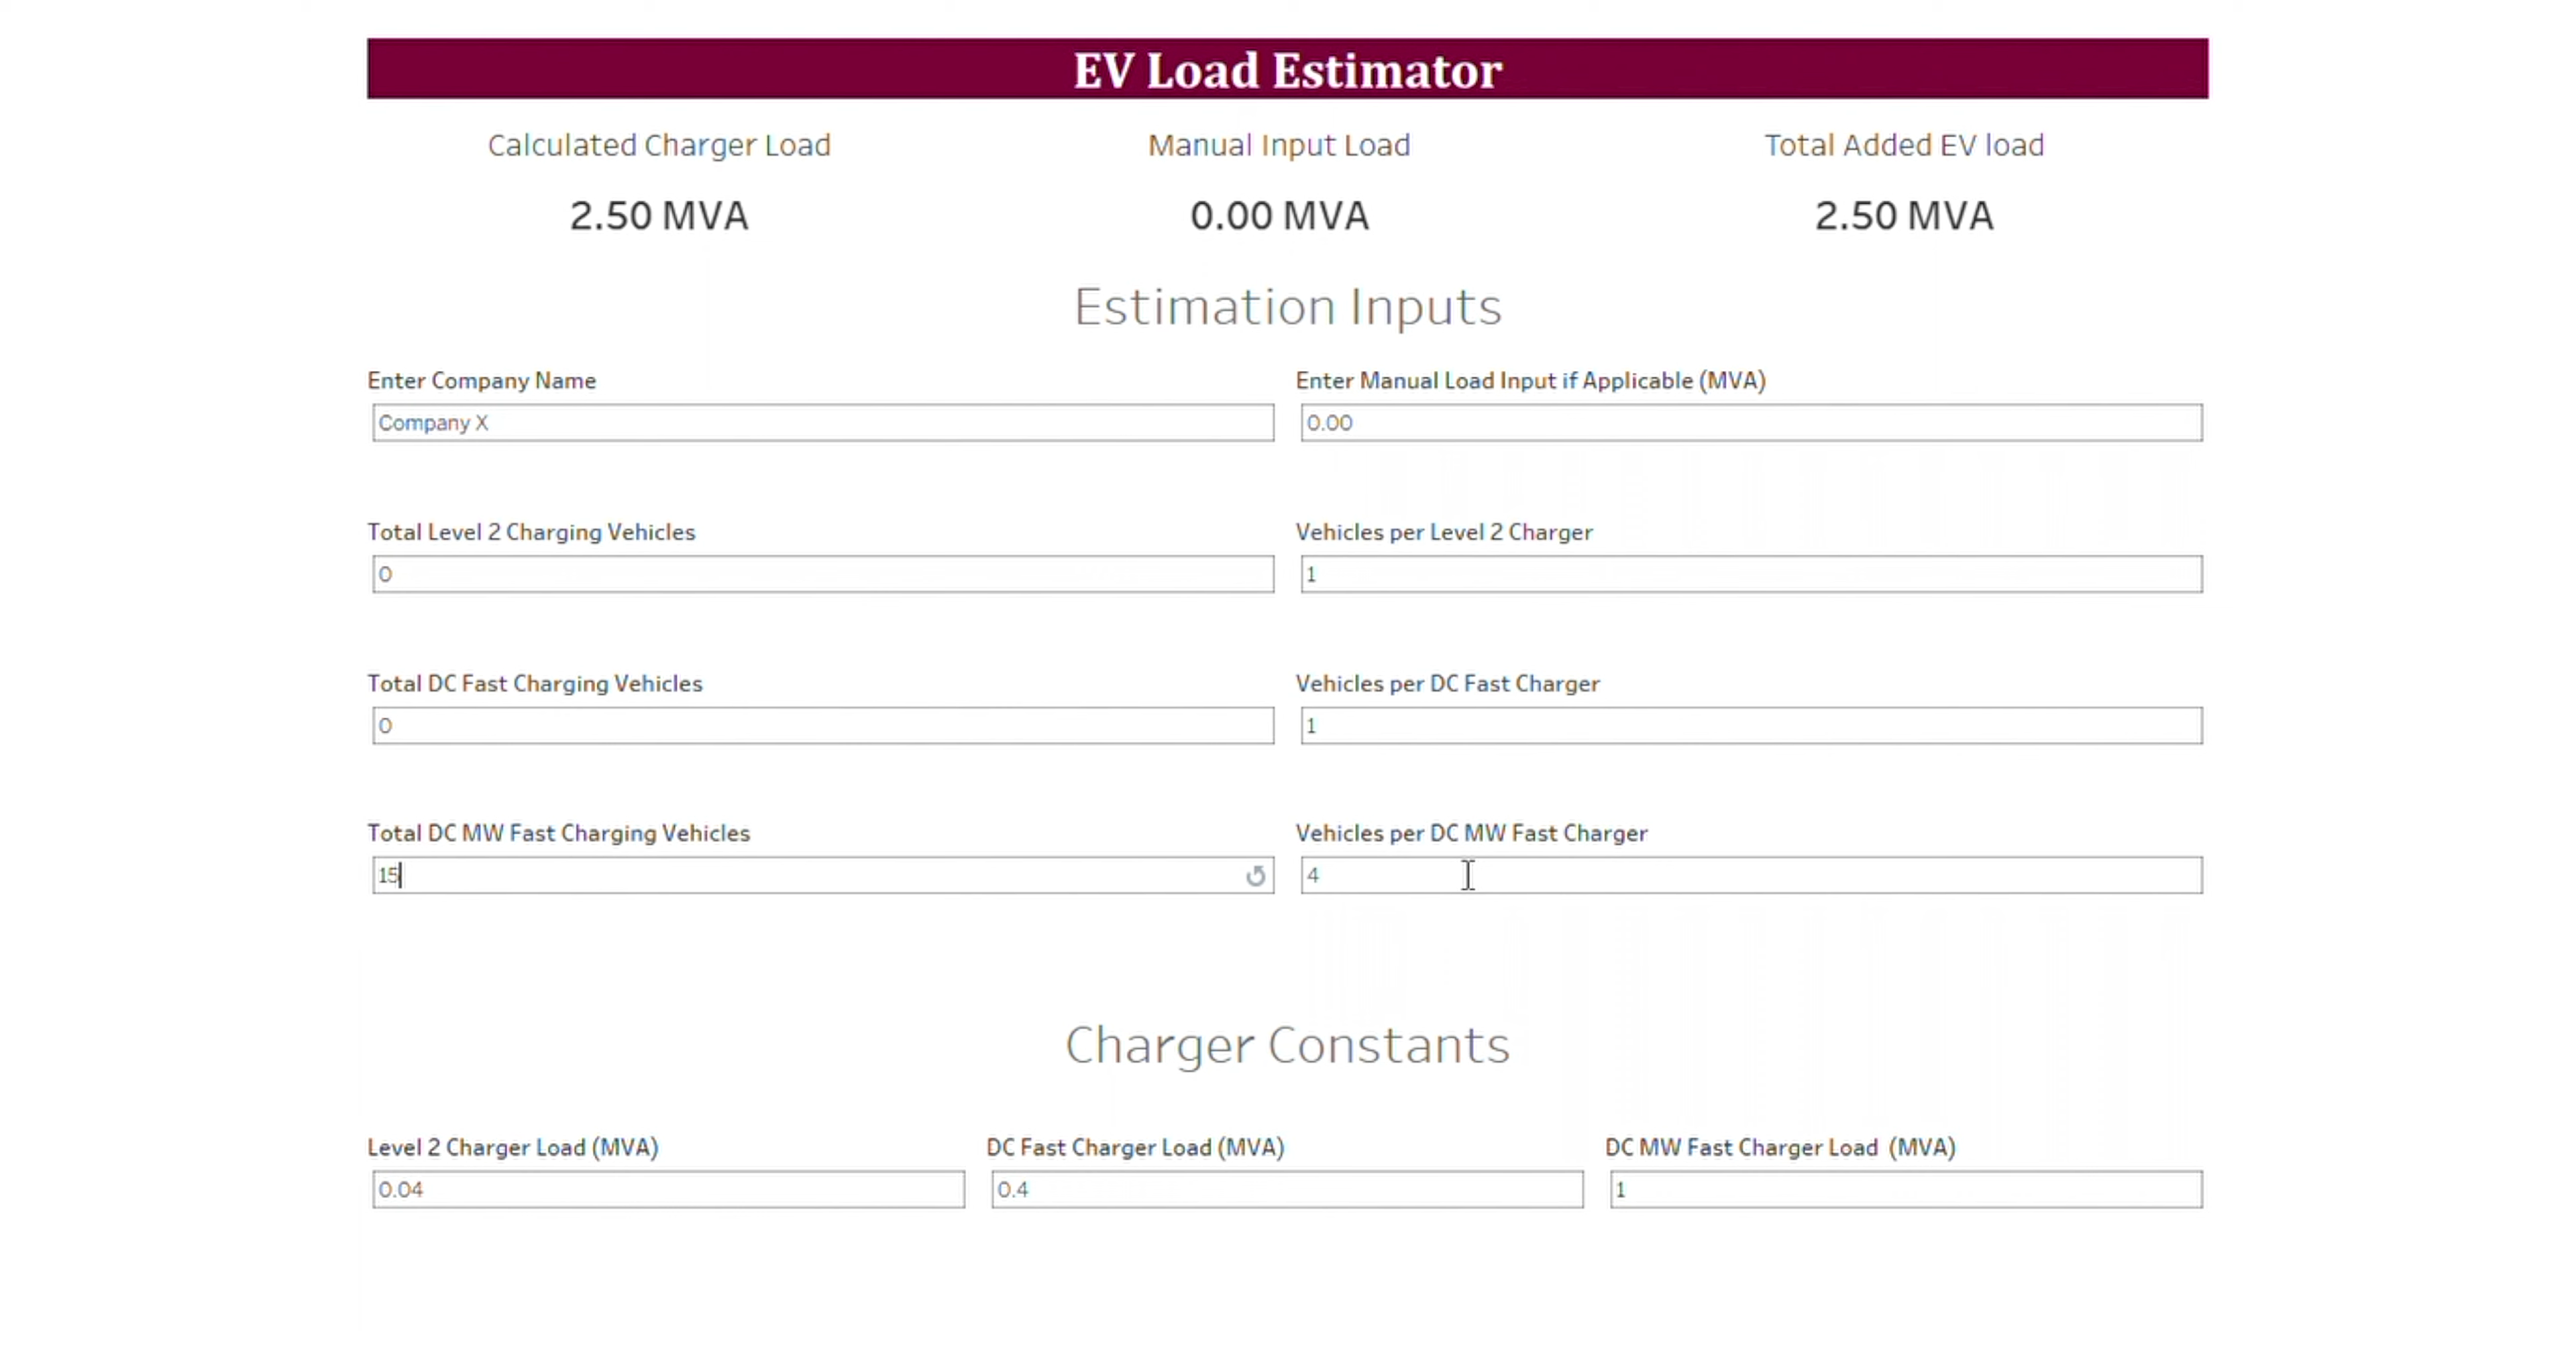 EV Load Estimator
Calculated Charger Load Manual Input Load Total Added EV load
2.50 MVA 0.00 MVA 2.50 MVA
Estimation Inputs
Enter Company Name Enter Manual Load Input if Applicable (MVA)
Company X 0.00
Total Level 2 Charging Vehicles Vehicles per Level 2 Charger
0 1
Total DC Fast Charging Vehicles Vehicles per DC Fast Charger
0 1
Total DC MW Fast Charging Vehicles Vehicles per DC MW Fast Charger
15 4
Charger Constants
Level 2 Charger Load (MVA) DC Fast Charger Load (MVA) DC MW Fast Charger Load (MVA)
0.04 0.4 1